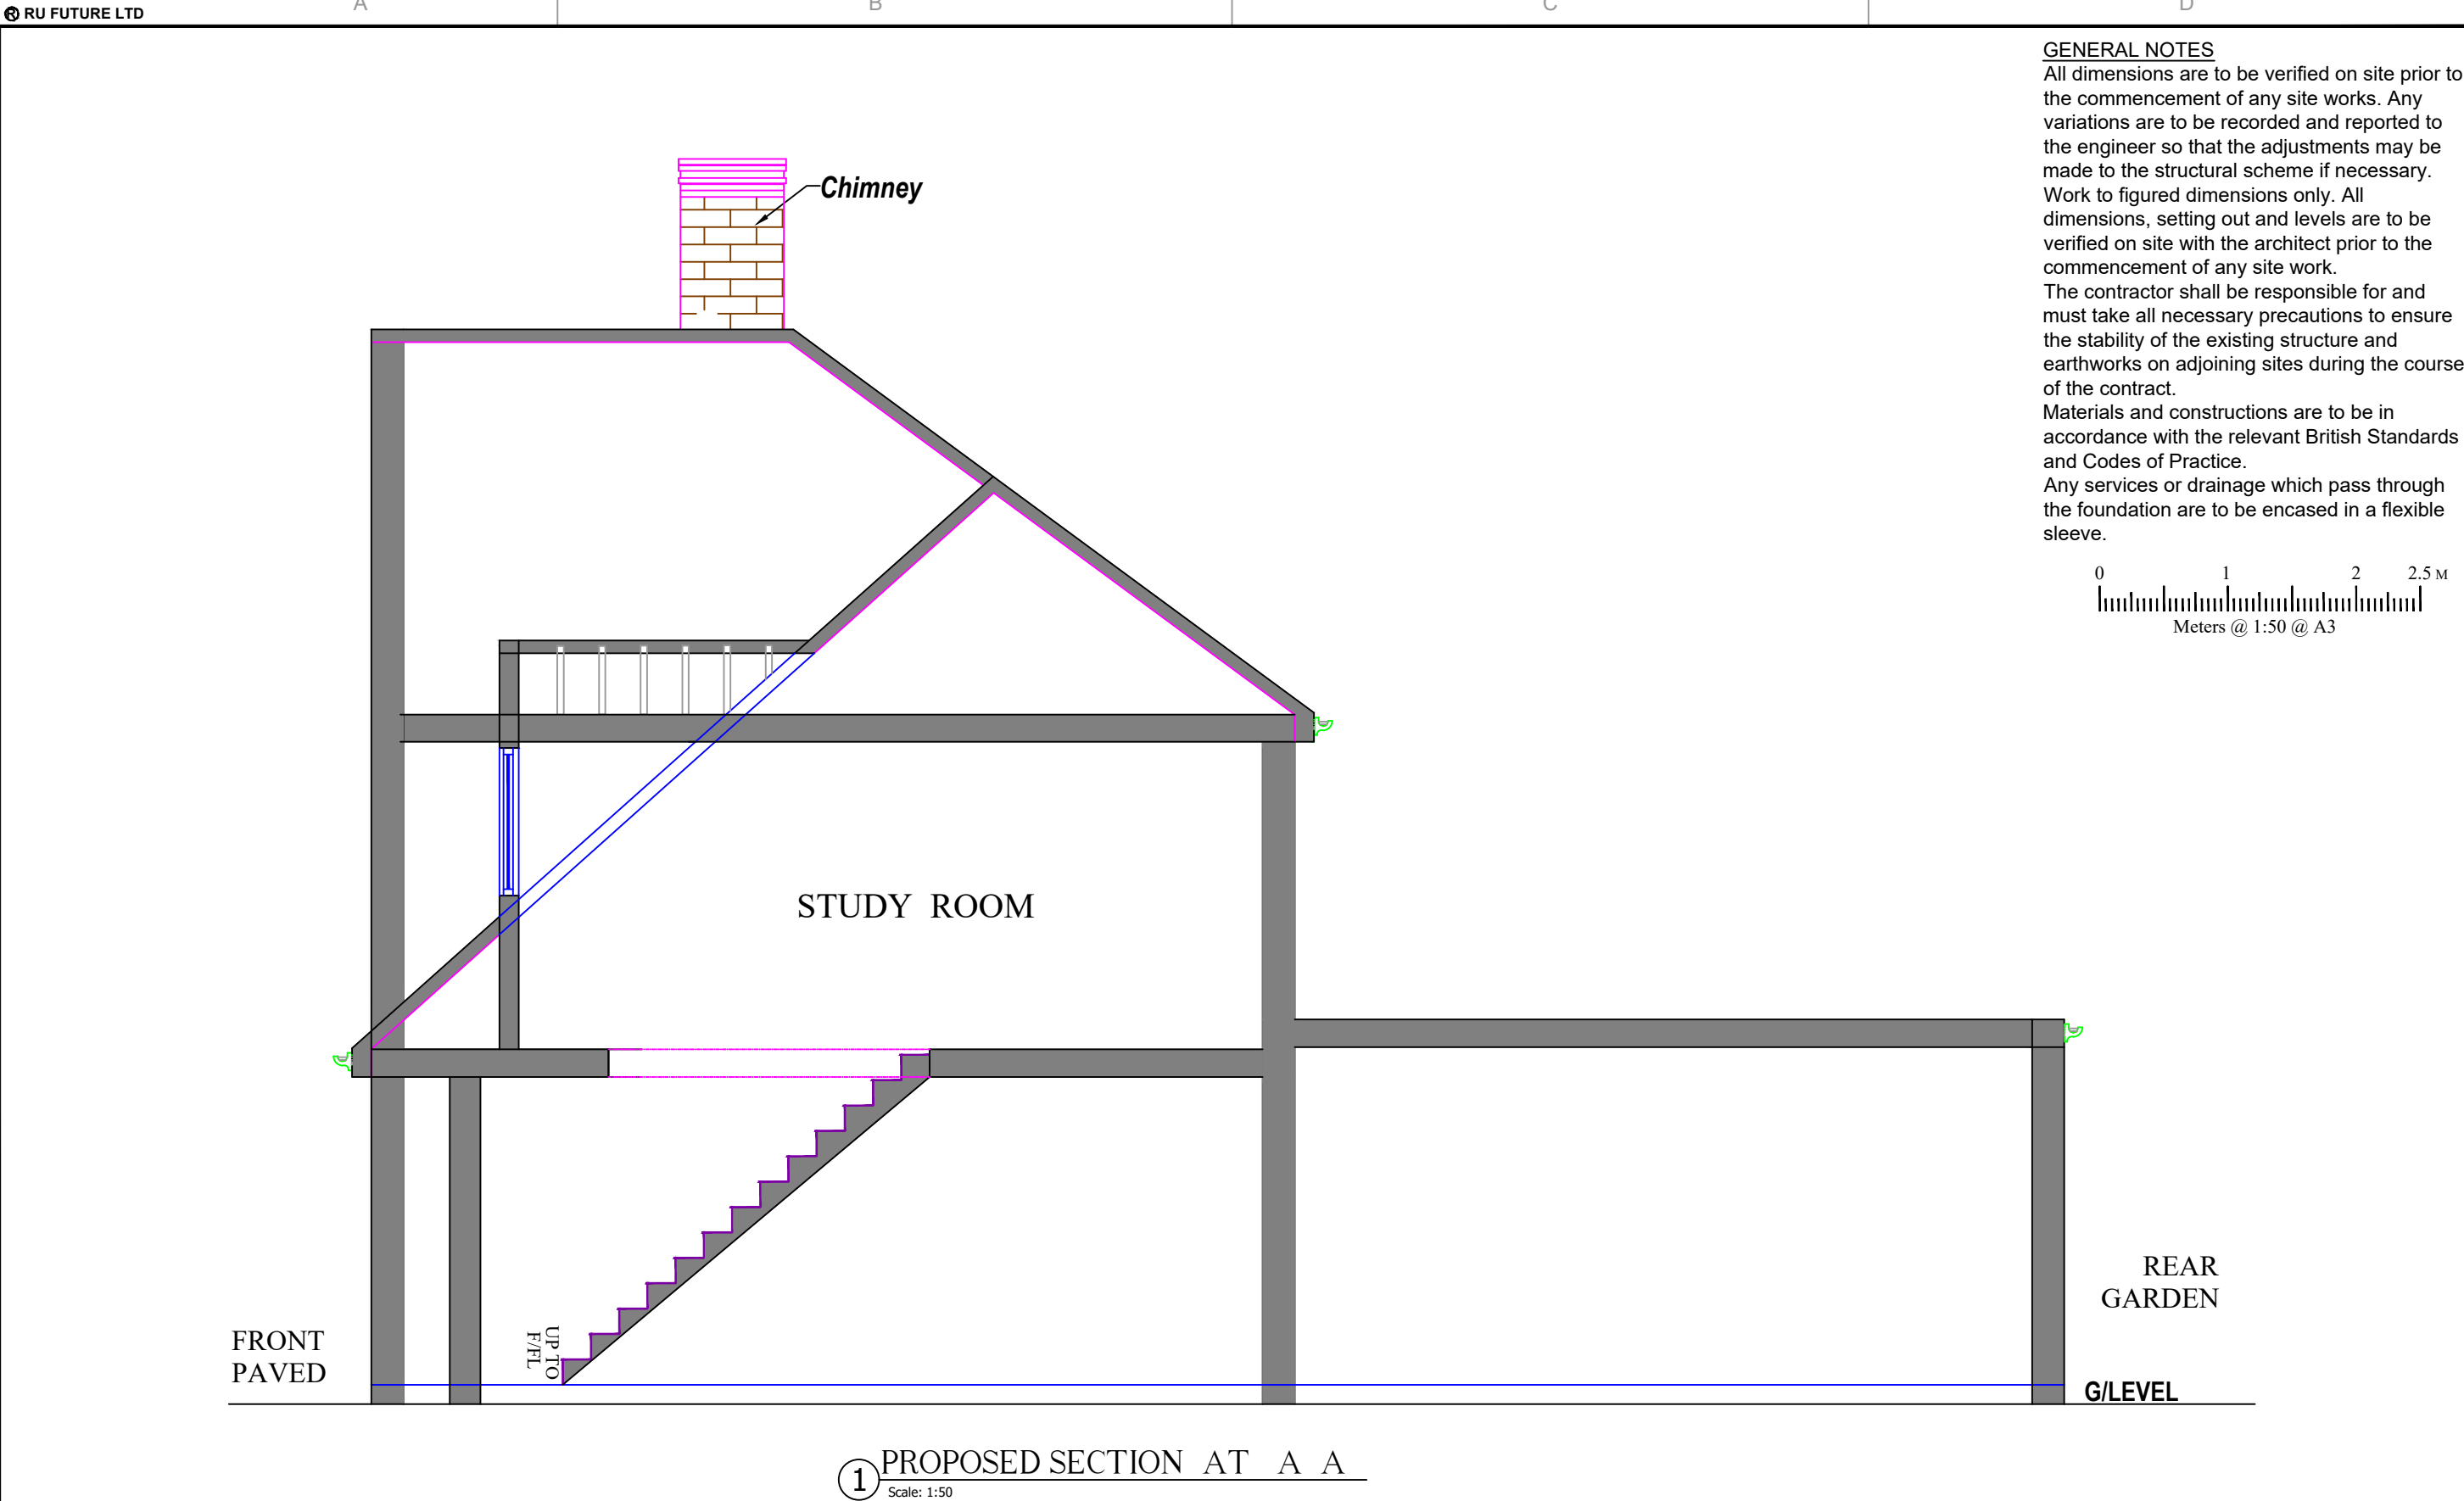 ® RU FUTURE LTD
A
B
C
D
GENERAL NOTES
All dimensions are to be verified on site prior to
the commencement of any site works. Any
variations are to be recorded and reported to
the engineer so that the adjustments may be
made to the structural scheme if necessary.
Work to figured dimensions only. All
dimensions, setting out and levels are to be
verified on site with the architect prior to the
commencement of any site work.
The contractor shall be responsible for and
must take all necessary precautions to ensure
the stability of the existing structure and
earthworks on adjoining sites during the course
of the contract.
Materials and constructions are to be in
accordance with the relevant British Standards
and Codes of Practice.
Any services or drainage which pass through
the foundation are to be encased in a flexible
sleeve.
0 1 2 2.5 M
Meters @ 1:50 @ A3
Chimney
STUDY ROOM
UP TO
F/FL
FRONT
PAVED
REAR
GARDEN
G/LEVEL
1 PROPOSED SECTION AT A A
Scale: 1:50